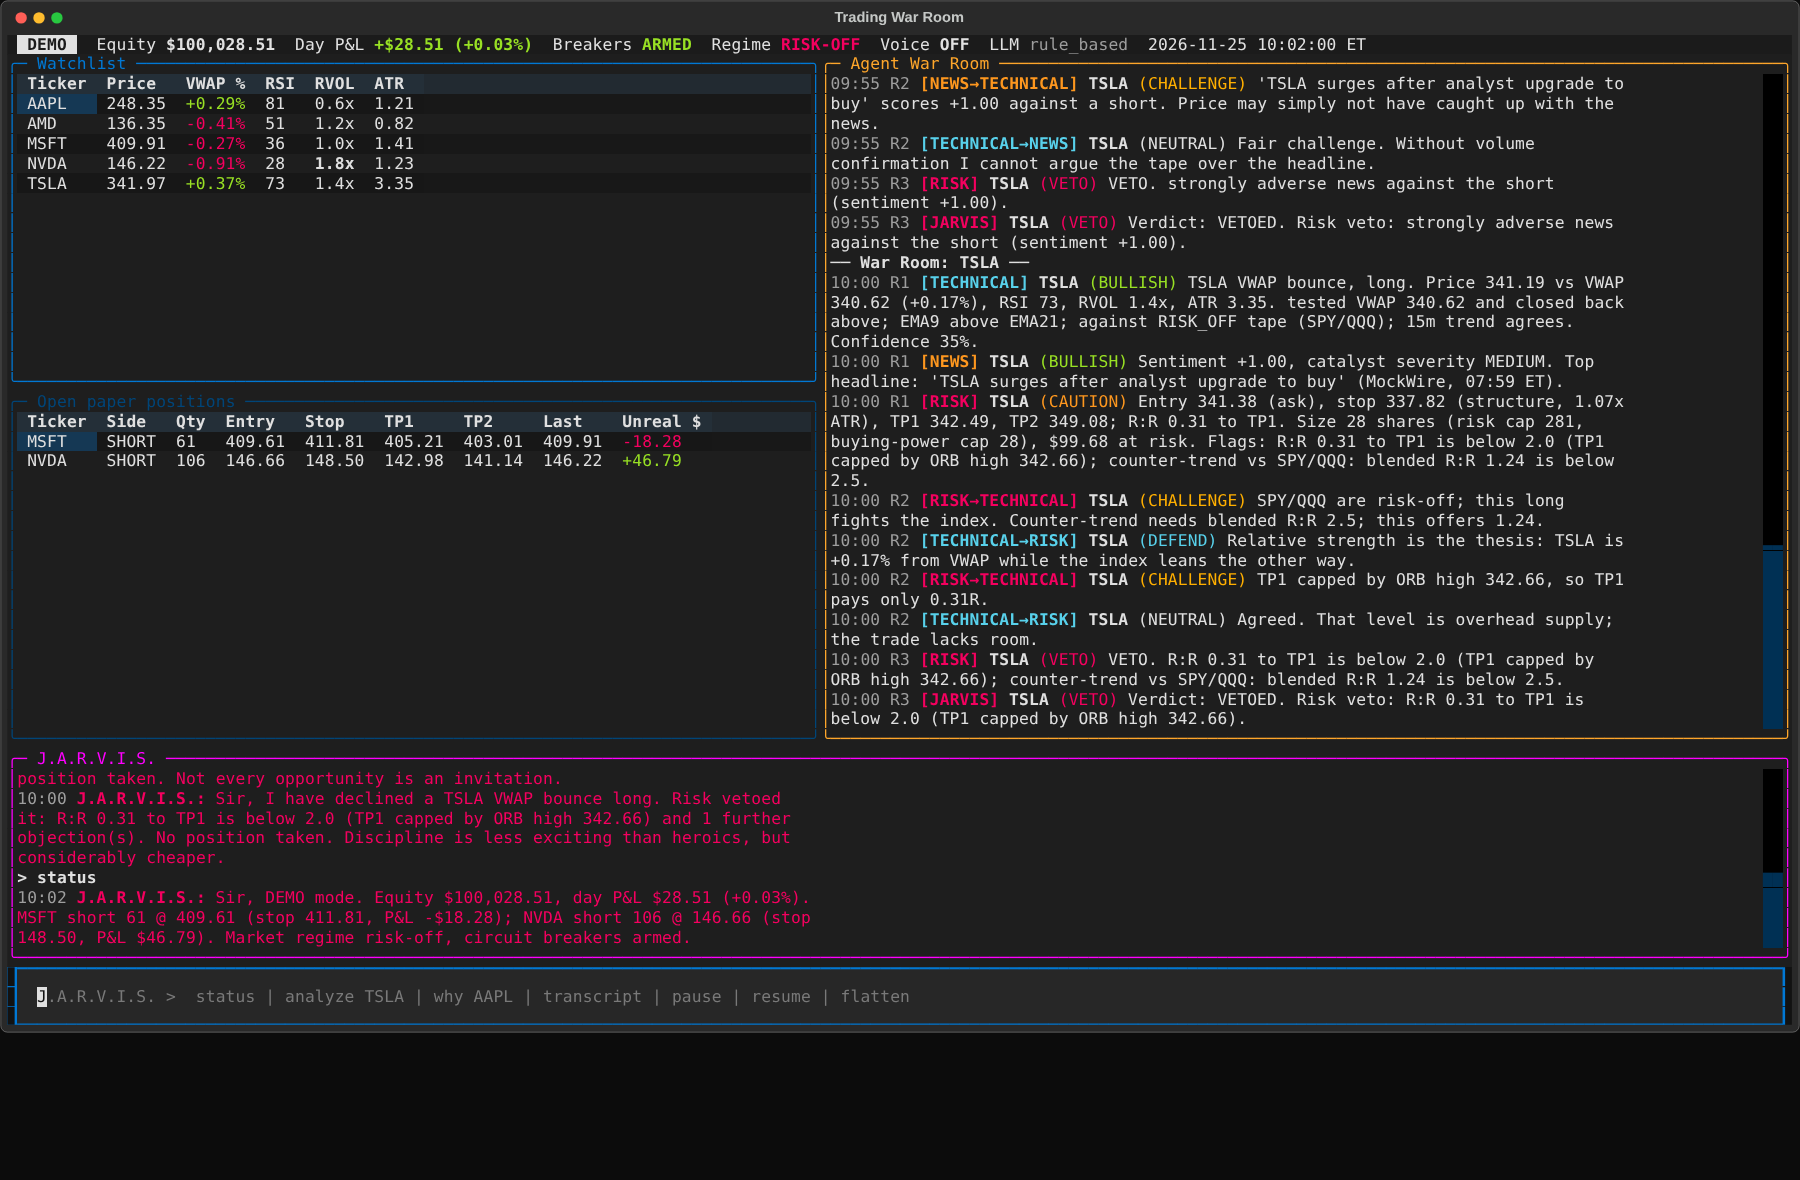 Trading War Room
DEMO Equity $100,028.51 Day P&L +$28.51 (+0.03%) Breakers ARMED Regime RISK-OFF Voice OFF LLM rule_based 2026-11-25 10:02:00 ET
Watchlist
Ticker Price VWAP % RSI RVOL ATR
AAPL 248.35 +0.29% 81 0.6x 1.21
AMD 136.35 -0.41% 51 1.2x 0.82
MSFT 409.91 -0.27% 36 1.0x 1.41
NVDA 146.22 -0.91% 28 1.8x 1.23
TSLA 341.97 +0.37% 73 1.4x 3.35
Open paper positions
Ticker Side Qty Entry Stop TP1 TP2 Last Unreal $
MSFT SHORT 61 409.61 411.81 405.21 403.01 409.91 -18.28
NVDA SHORT 106 146.66 148.50 142.98 141.14 146.22 +46.79
Agent War Room
09:55 R2 [NEWS→TECHNICAL] TSLA (CHALLENGE) 'TSLA surges after analyst upgrade to
buy' scores +1.00 against a short. Price may simply not have caught up with the
news.
09:55 R2 [TECHNICAL→NEWS] TSLA (NEUTRAL) Fair challenge. Without volume
confirmation I cannot argue the tape over the headline.
09:55 R3 [RISK] TSLA (VETO) VETO. strongly adverse news against the short
(sentiment +1.00).
09:55 R3 [JARVIS] TSLA (VETO) Verdict: VETOED. Risk veto: strongly adverse news
against the short (sentiment +1.00).
── War Room: TSLA ──
10:00 R1 [TECHNICAL] TSLA (BULLISH) TSLA VWAP bounce, long. Price 341.19 vs VWAP
340.62 (+0.17%), RSI 73, RVOL 1.4x, ATR 3.35. tested VWAP 340.62 and closed back
above; EMA9 above EMA21; against RISK_OFF tape (SPY/QQQ); 15m trend agrees.
Confidence 35%.
10:00 R1 [NEWS] TSLA (BULLISH) Sentiment +1.00, catalyst severity MEDIUM. Top
headline: 'TSLA surges after analyst upgrade to buy' (MockWire, 07:59 ET).
10:00 R1 [RISK] TSLA (CAUTION) Entry 341.38 (ask), stop 337.82 (structure, 1.07x
ATR), TP1 342.49, TP2 349.08; R:R 0.31 to TP1. Size 28 shares (risk cap 281,
buying-power cap 28), $99.68 at risk. Flags: R:R 0.31 to TP1 is below 2.0 (TP1
capped by ORB high 342.66); counter-trend vs SPY/QQQ: blended R:R 1.24 is below
2.5.
10:00 R2 [RISK→TECHNICAL] TSLA (CHALLENGE) SPY/QQQ are risk-off; this long
fights the index. Counter-trend needs blended R:R 2.5; this offers 1.24.
10:00 R2 [TECHNICAL→RISK] TSLA (DEFEND) Relative strength is the thesis: TSLA is
+0.17% from VWAP while the index leans the other way.
10:00 R2 [RISK→TECHNICAL] TSLA (CHALLENGE) TP1 capped by ORB high 342.66, so TP1
pays only 0.31R.
10:00 R2 [TECHNICAL→RISK] TSLA (NEUTRAL) Agreed. That level is overhead supply;
the trade lacks room.
10:00 R3 [RISK] TSLA (VETO) VETO. R:R 0.31 to TP1 is below 2.0 (TP1 capped by
ORB high 342.66); counter-trend vs SPY/QQQ: blended R:R 1.24 is below 2.5.
10:00 R3 [JARVIS] TSLA (VETO) Verdict: VETOED. Risk veto: R:R 0.31 to TP1 is
below 2.0 (TP1 capped by ORB high 342.66).
J.A.R.V.I.S.
position taken. Not every opportunity is an invitation.
10:00 J.A.R.V.I.S.: Sir, I have declined a TSLA VWAP bounce long. Risk vetoed
it: R:R 0.31 to TP1 is below 2.0 (TP1 capped by ORB high 342.66) and 1 further
objection(s). No position taken. Discipline is less exciting than heroics, but
considerably cheaper.
> status
10:02 J.A.R.V.I.S.: Sir, DEMO mode. Equity $100,028.51, day P&L $28.51 (+0.03%).
MSFT short 61 @ 409.61 (stop 411.81, P&L -$18.28); NVDA short 106 @ 146.66 (stop
148.50, P&L $46.79). Market regime risk-off, circuit breakers armed.
J.A.R.V.I.S. > status | analyze TSLA | why AAPL | transcript | pause | resume | flatten